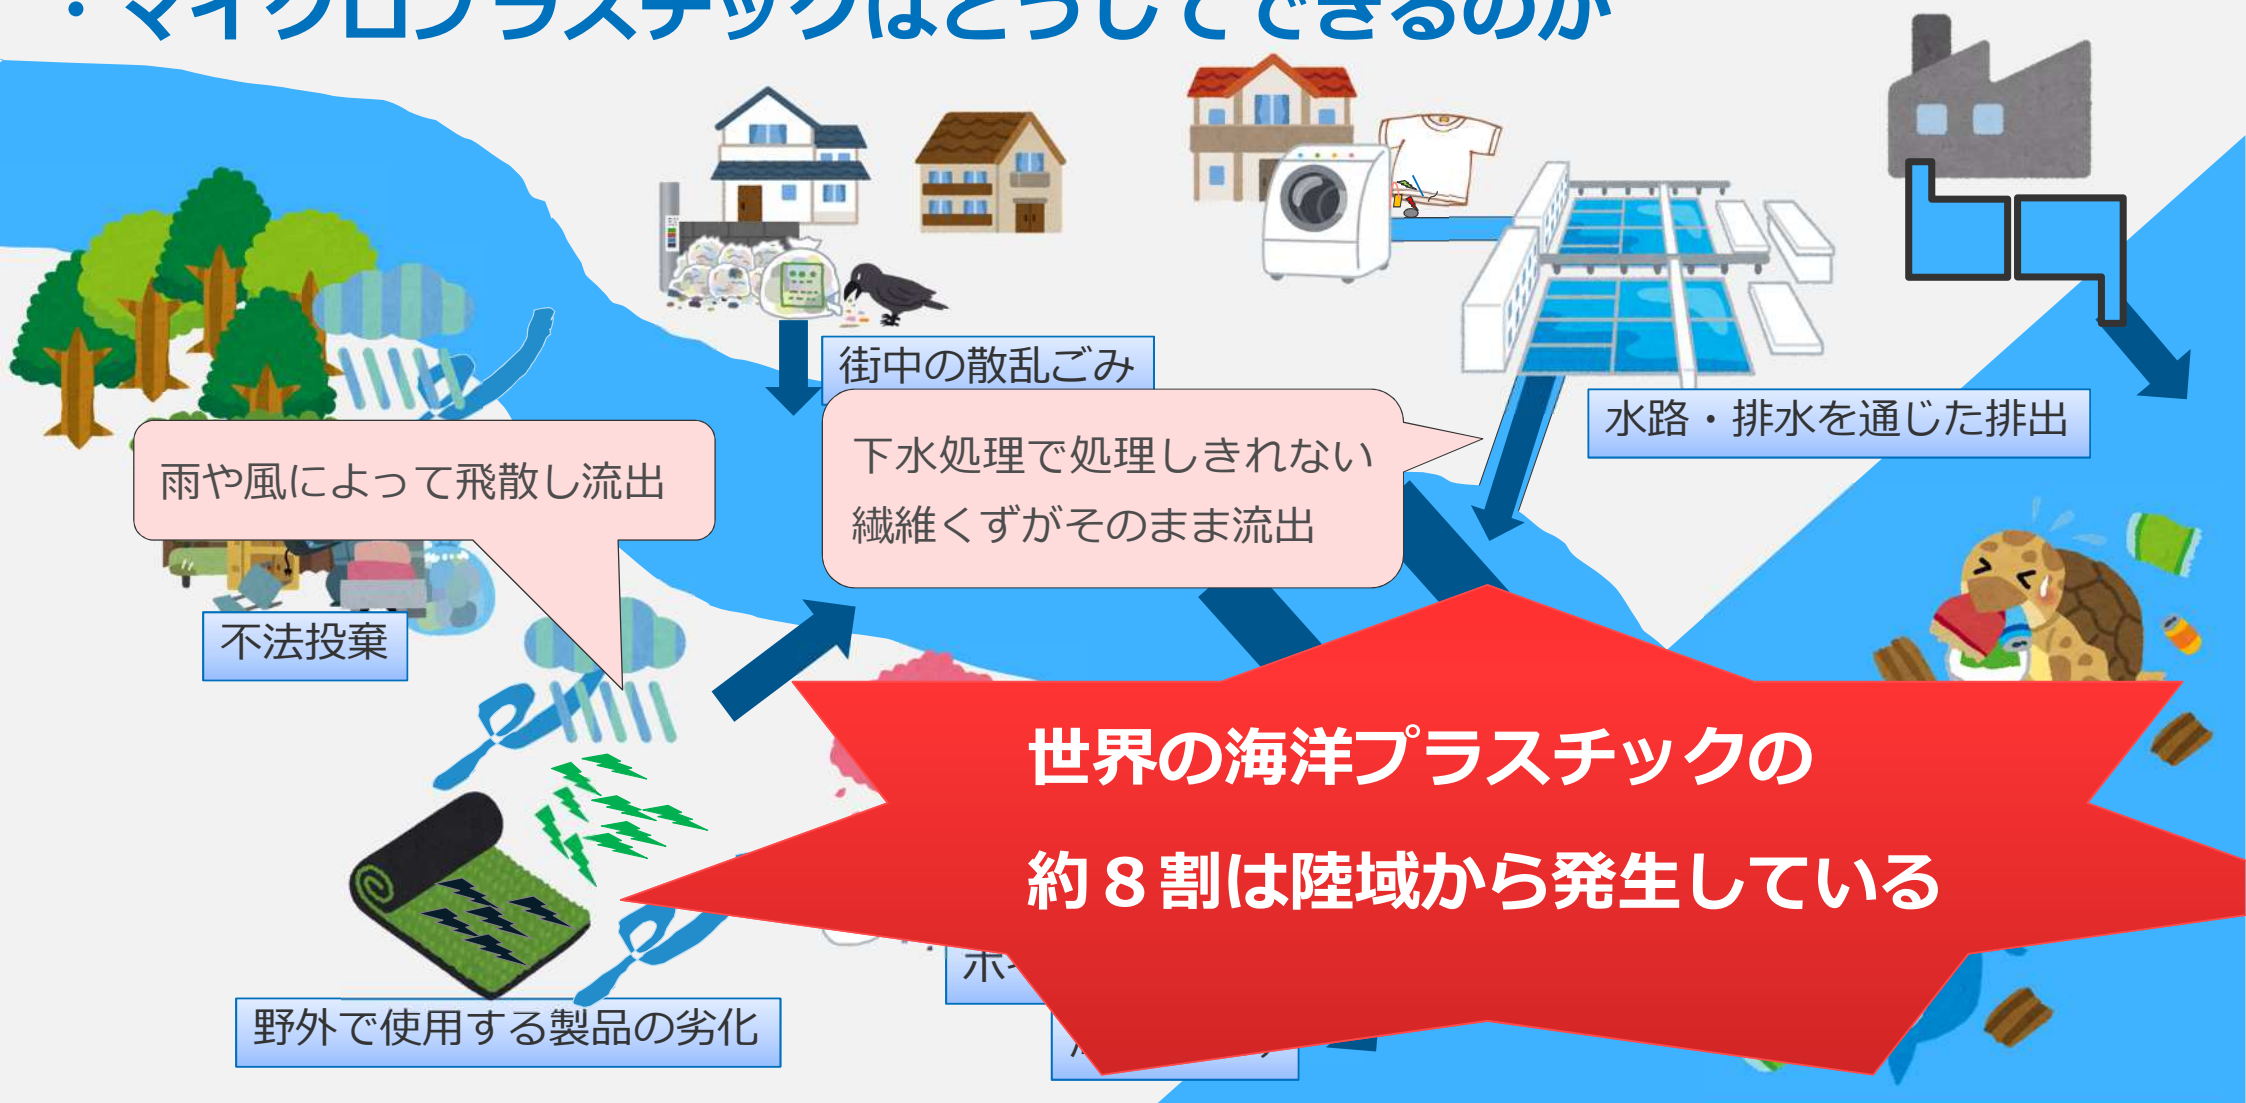 ・マイクロプラスチックはどうしてできるのか
街中の散乱ごみ
水路・排水を通じた排出
雨や風によって飛散し流出
下水処理で処理しきれない
繊維くずがそのまま流出
不法投棄
世界の海洋プラスチックの
約８割は陸域から発生している
野外で使用する製品の劣化